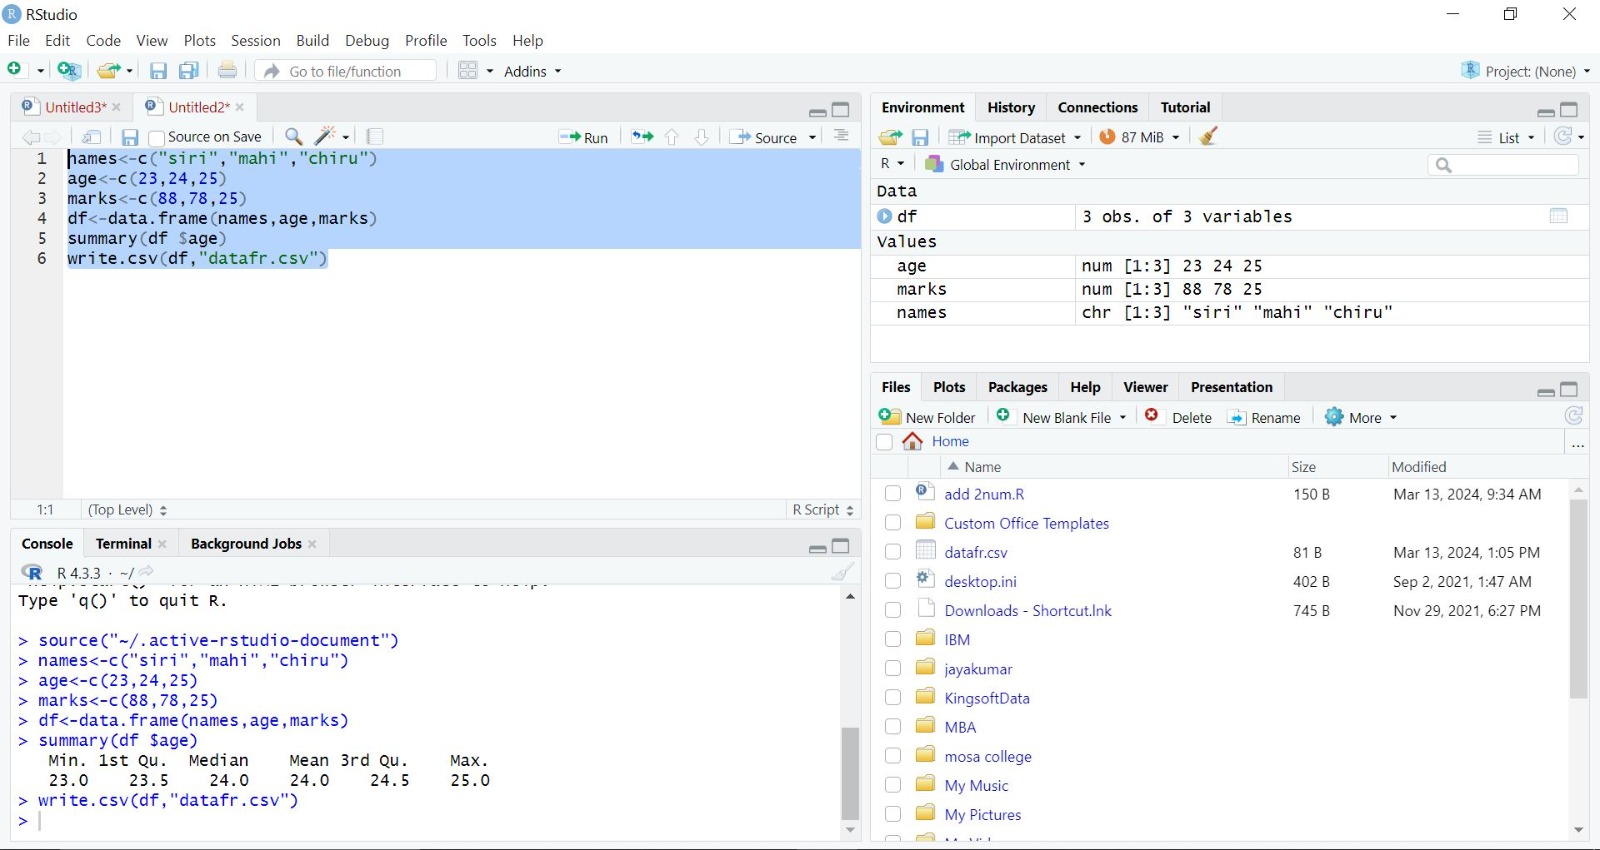 RStudio
File Edit Code View Plots Session Build Debug Profile Tools Help
Go to file/function Addins Project: (None)
Untitled3* Untitled2*
Source on Save Run Source
1 names<-c("siri","mahi","chiru")
2 age<-c(23,24,25)
3 marks<-c(88,78,25)
4 df<-data.frame(names,age,marks)
5 summary(df $age)
6 write.csv(df,"datafr.csv")
1:1 (Top Level) R Script
Console Terminal Background Jobs
R 4.3.3 · ~/
Type 'q()' to quit R.
> source("~/.active-rstudio-document")
> names<-c("siri","mahi","chiru")
> age<-c(23,24,25)
> marks<-c(88,78,25)
> df<-data.frame(names,age,marks)
> summary(df $age)
Min. 1st Qu. Median Mean 3rd Qu. Max.
23.0 23.5 24.0 24.0 24.5 25.0
> write.csv(df,"datafr.csv")
>
Environment History Connections Tutorial
Import Dataset 87 MiB List
R Global Environment
Data
df 3 obs. of 3 variables
Values
age num [1:3] 23 24 25
marks num [1:3] 88 78 25
names chr [1:3] "siri" "mahi" "chiru"
Files Plots Packages Help Viewer Presentation
New Folder New Blank File Delete Rename More
Home ...
Name Size Modified
add 2num.R 150 B Mar 13, 2024, 9:34 AM
Custom Office Templates
datafr.csv 81 B Mar 13, 2024, 1:05 PM
desktop.ini 402 B Sep 2, 2021, 1:47 AM
Downloads - Shortcut.lnk 745 B Nov 29, 2021, 6:27 PM
IBM
jayakumar
KingsoftData
MBA
mosa college
My Music
My Pictures